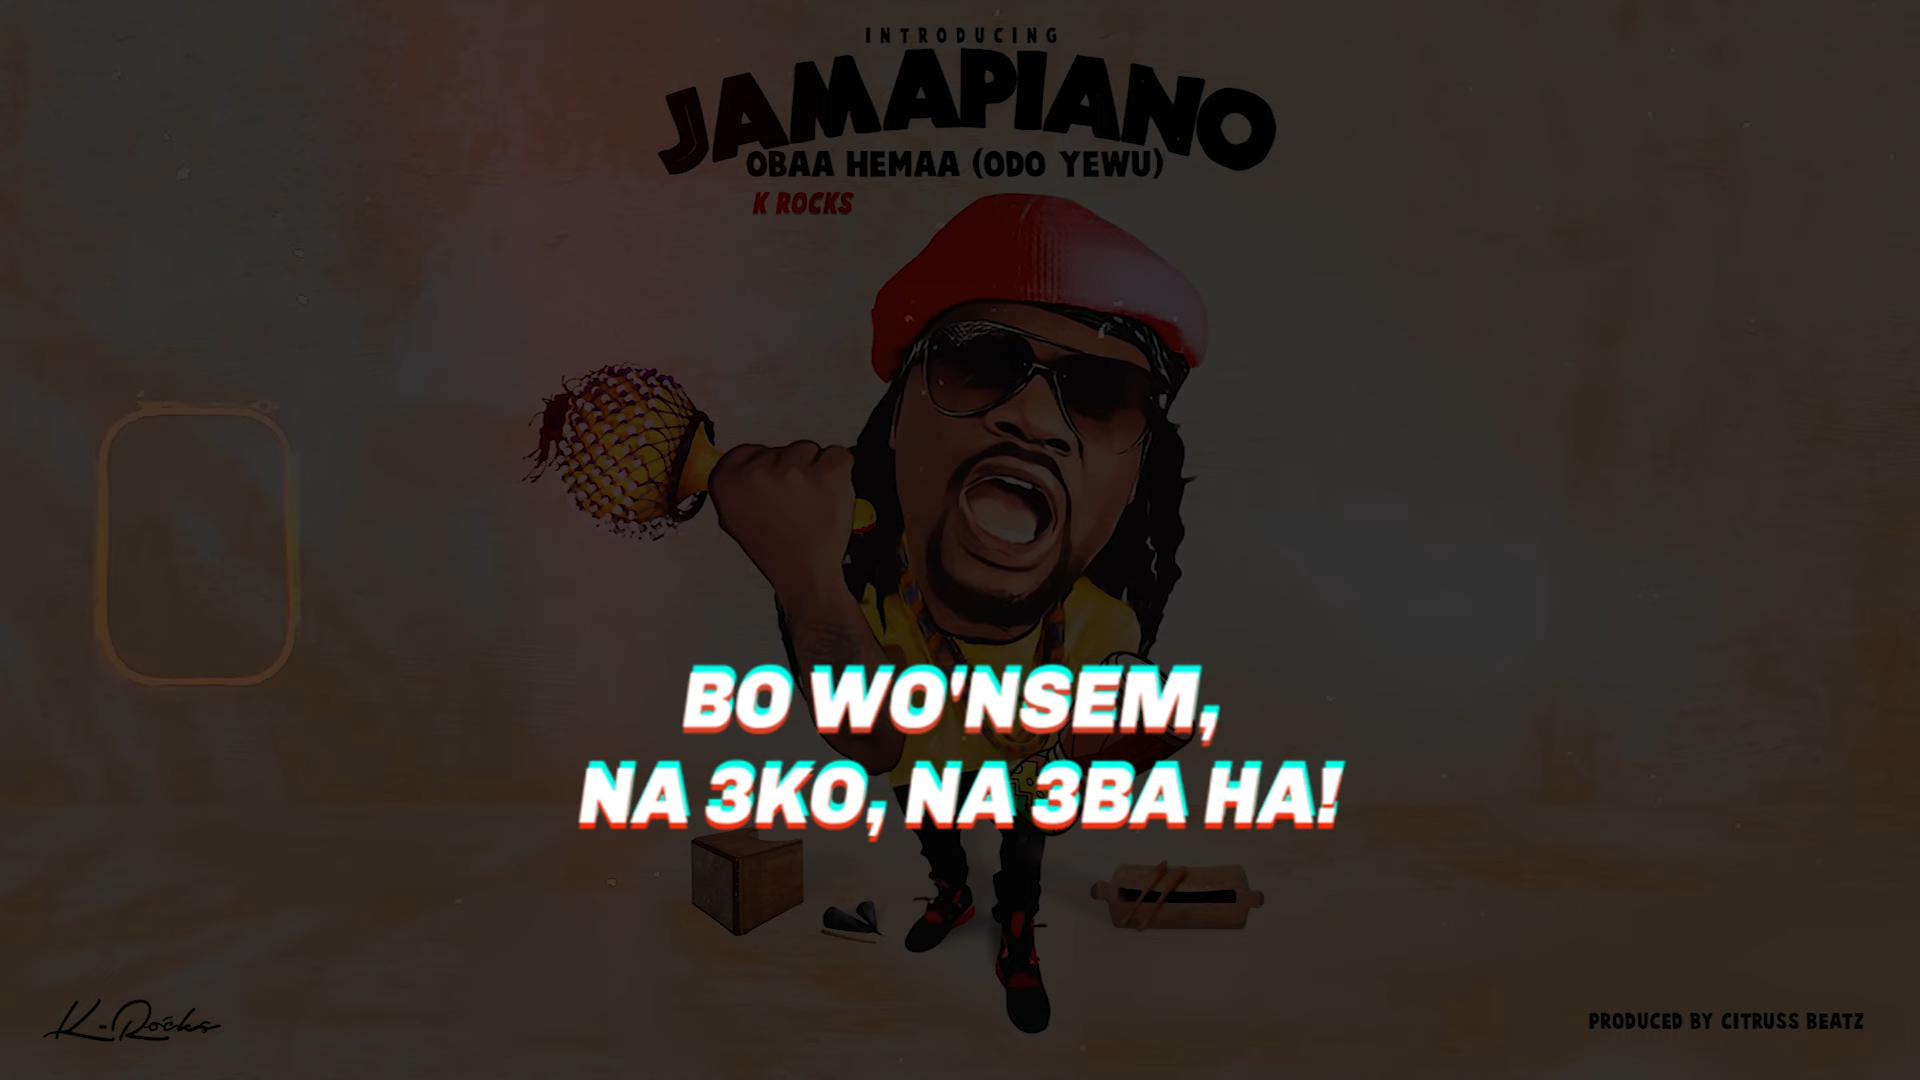 INTRODUCING
JAMAPIANO
OBAA HEMAA (ODO YEWU)
K ROCKS
BO WO'NSEM,
NA 3KO, NA 3BA HA!
K-Rocks
PRODUCED BY CITRUSS BEATZ